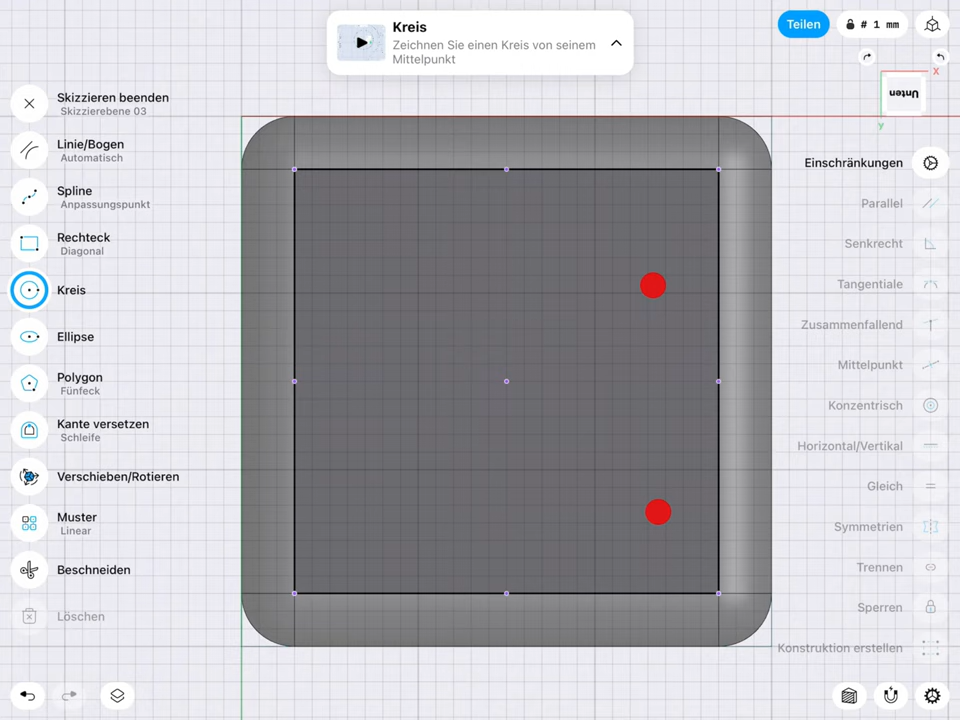 Kreis
Zeichnen Sie einen Kreis von seinem
Mittelpunkt
Teilen
# 1 mm
X
Unten
y
Skizzieren beenden
Skizzierebene 03
Linie/Bogen
Automatisch
Spline
Anpassungspunkt
Rechteck
Diagonal
Kreis
Ellipse
Polygon
Fünfeck
Kante versetzen
Schleife
Verschieben/Rotieren
Muster
Linear
Beschneiden
Löschen
Einschränkungen
Parallel
Senkrecht
Tangentiale
Zusammenfallend
Mittelpunkt
Konzentrisch
Horizontal/Vertikal
Gleich
Symmetrien
Trennen
Sperren
Konstruktion erstellen